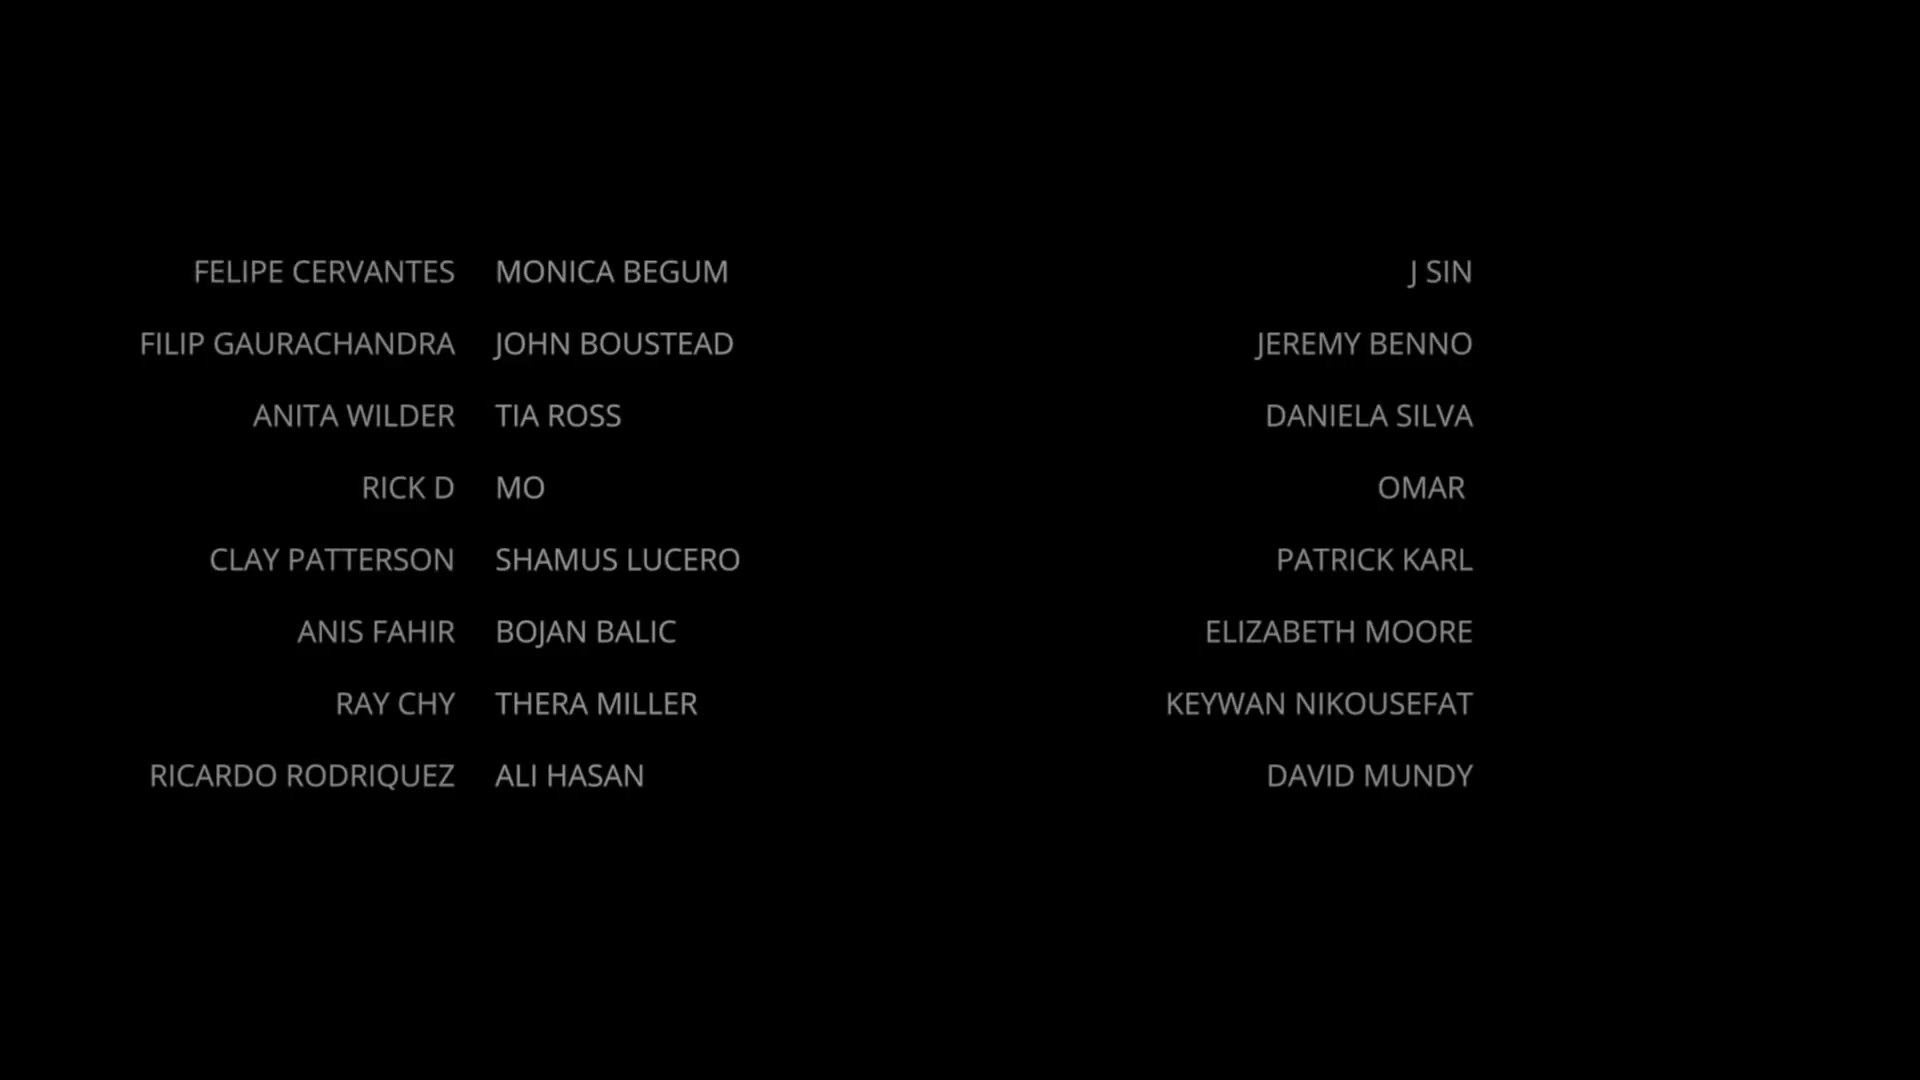 FELIPE CERVANTES MONICA BEGUM J SIN
FILIP GAURACHANDRA JOHN BOUSTEAD JEREMY BENNO
ANITA WILDER TIA ROSS DANIELA SILVA
RICK D MO OMAR
CLAY PATTERSON SHAMUS LUCERO PATRICK KARL
ANIS FAHIR BOJAN BALIC ELIZABETH MOORE
RAY CHY THERA MILLER KEYWAN NIKOUSEFAT
RICARDO RODRIQUEZ ALI HASAN DAVID MUNDY